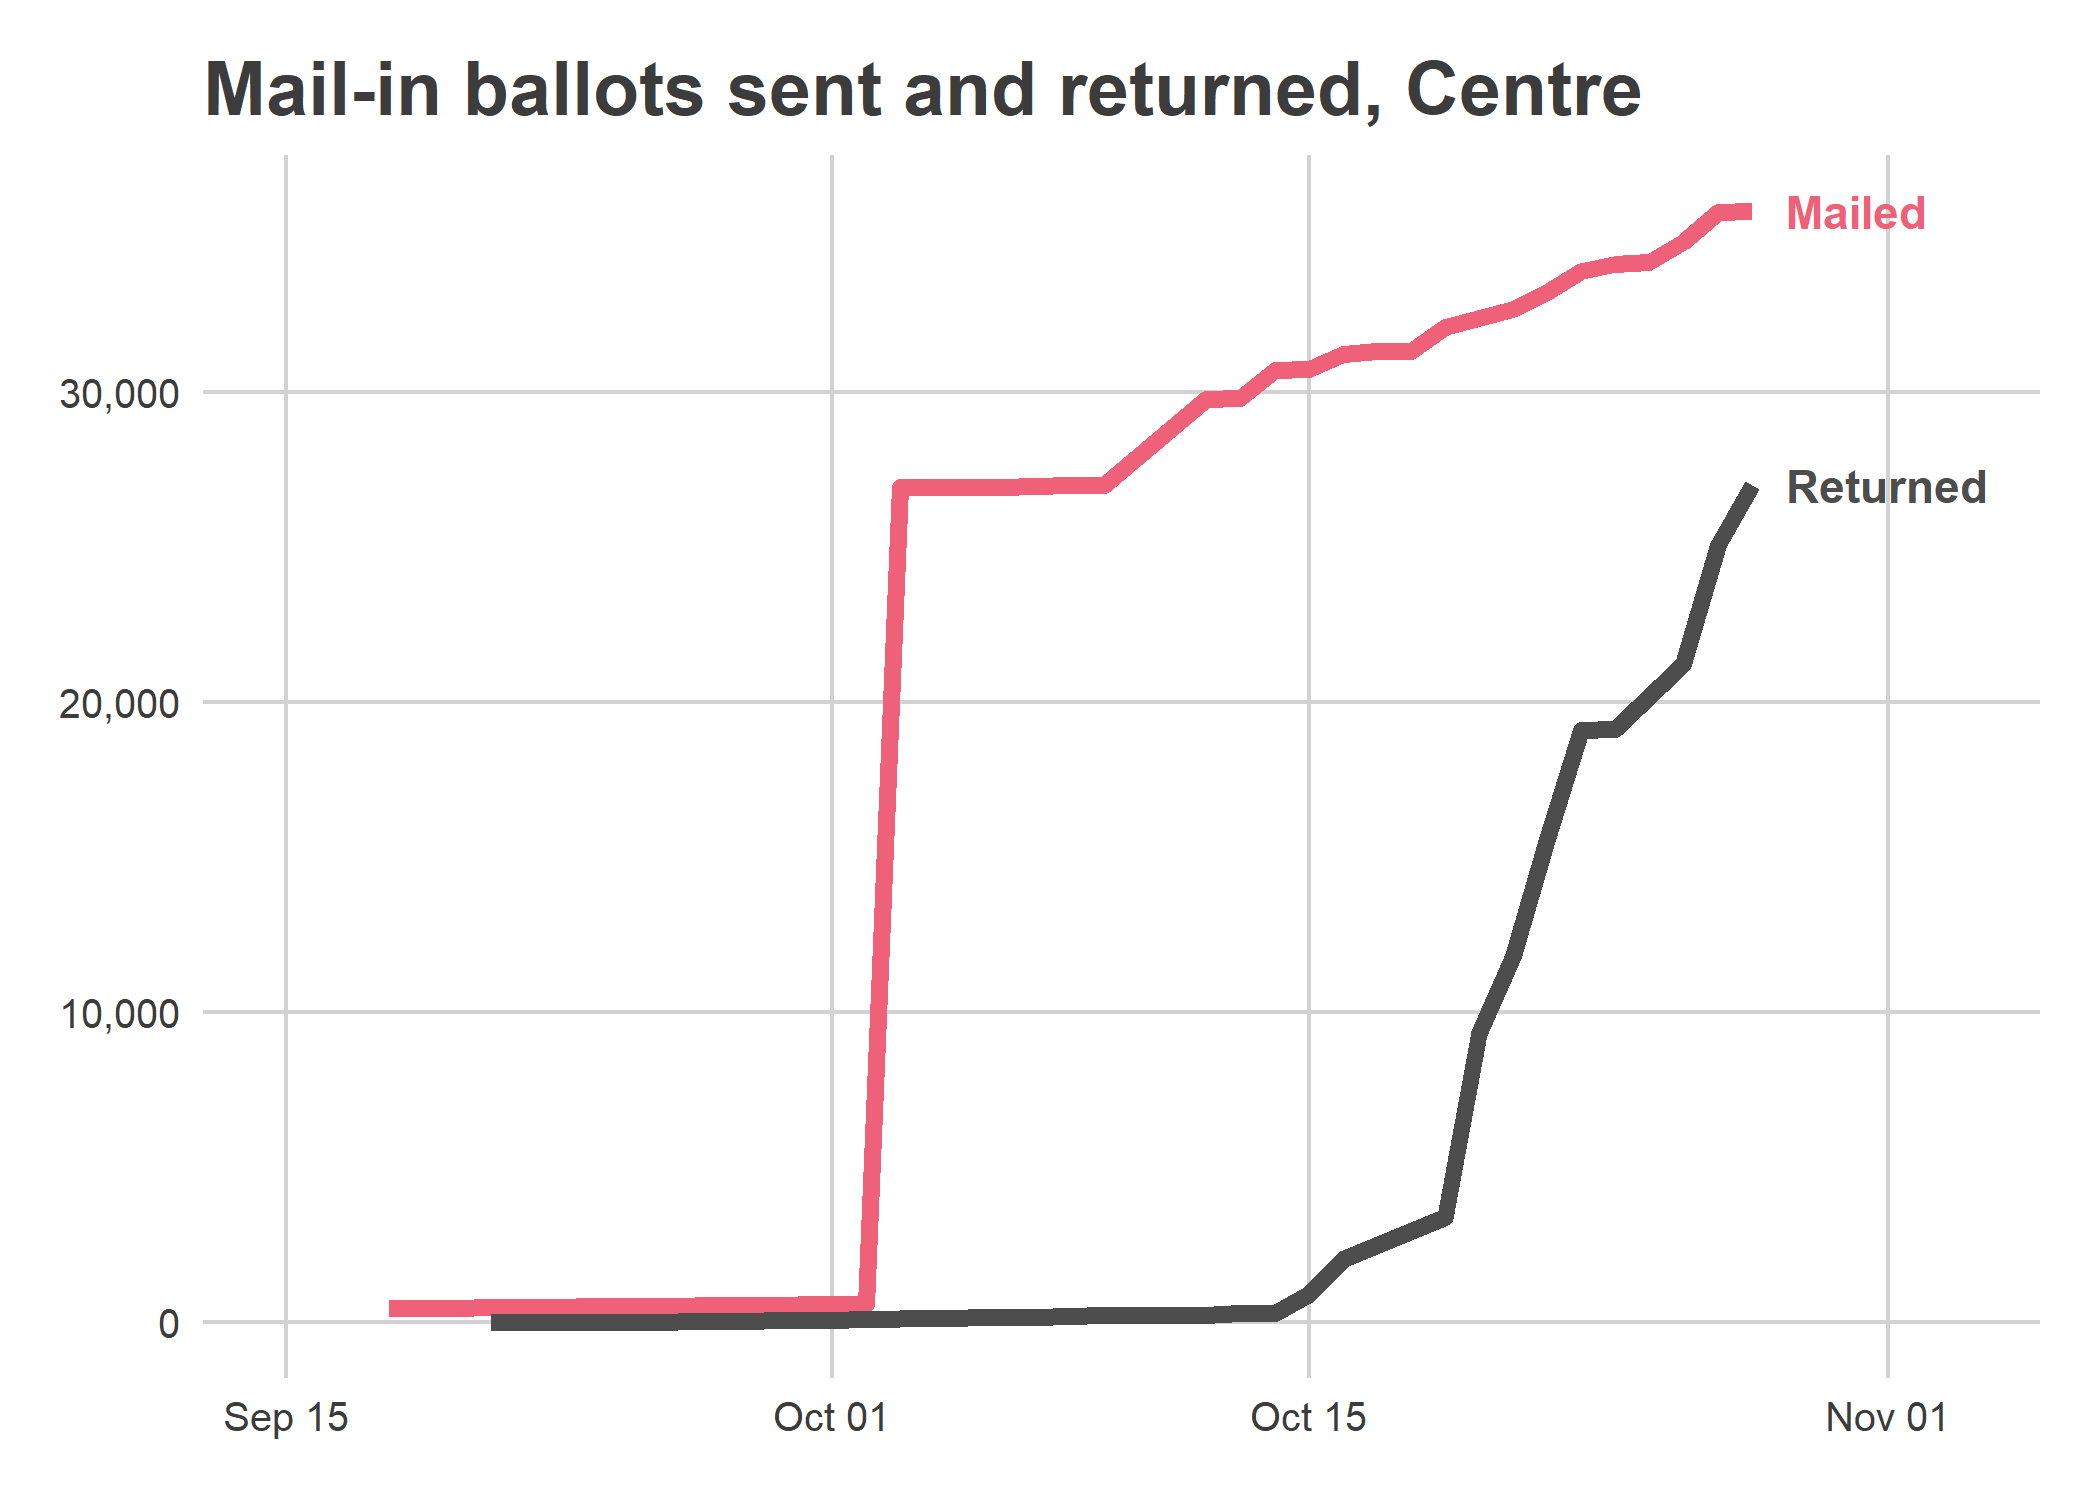 Mail-in ballots sent and returned, Centre
Mailed
30,000
Returned
20,000
10,000
0
Sep 15 Oct 01 Oct 15 Nov 01